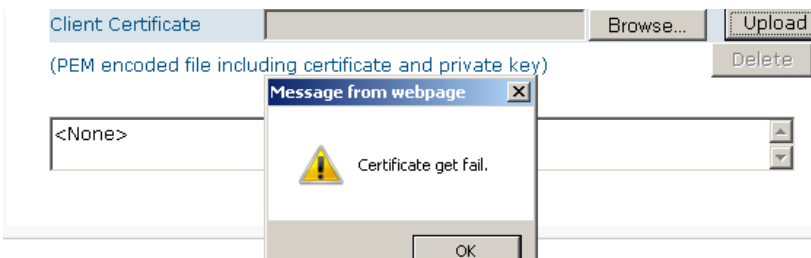 Client Certificate
Browse...
Upload
(PEM encoded file including certificate and private key)
Delete
Message from webpage
<None>
Certificate get fail.
OK